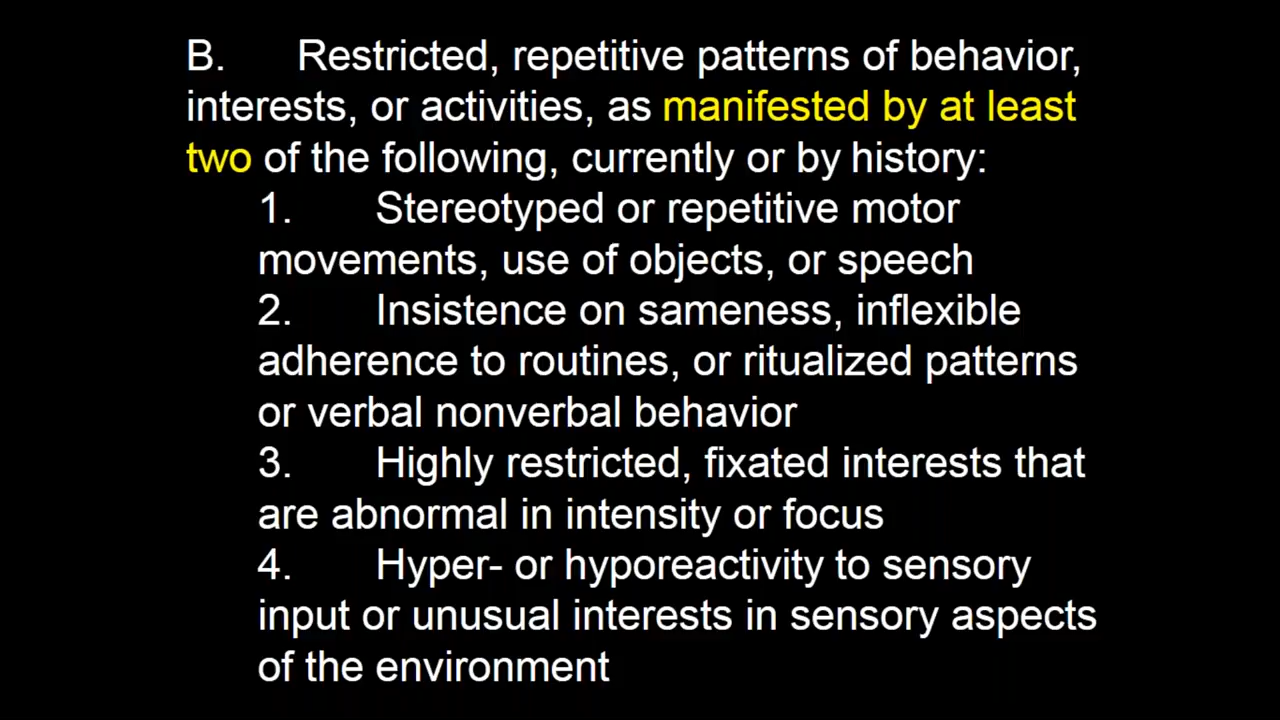 B. Restricted, repetitive patterns of behavior,
interests, or activities, as manifested by at least
two of the following, currently or by history:
1. Stereotyped or repetitive motor
movements, use of objects, or speech
2. Insistence on sameness, inflexible
adherence to routines, or ritualized patterns
or verbal nonverbal behavior
3. Highly restricted, fixated interests that
are abnormal in intensity or focus
4. Hyper- or hyporeactivity to sensory
input or unusual interests in sensory aspects
of the environment